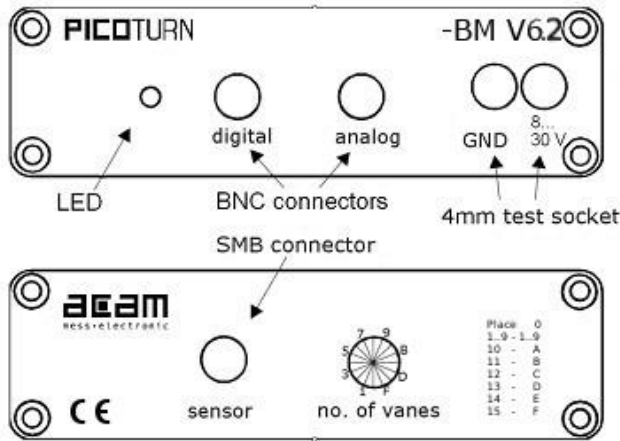 PICOTURN -BM V6.2
digital analog GND 8...
30 V
LED BNC connectors 4mm test socket
SMB connector
acam
mess-electronic
7 9
5 B
3 D
1 F
Place 0
1..9 - 1..9
10 - A
11 - B
12 - C
13 - D
14 - E
15 - F
CE sensor no. of vanes